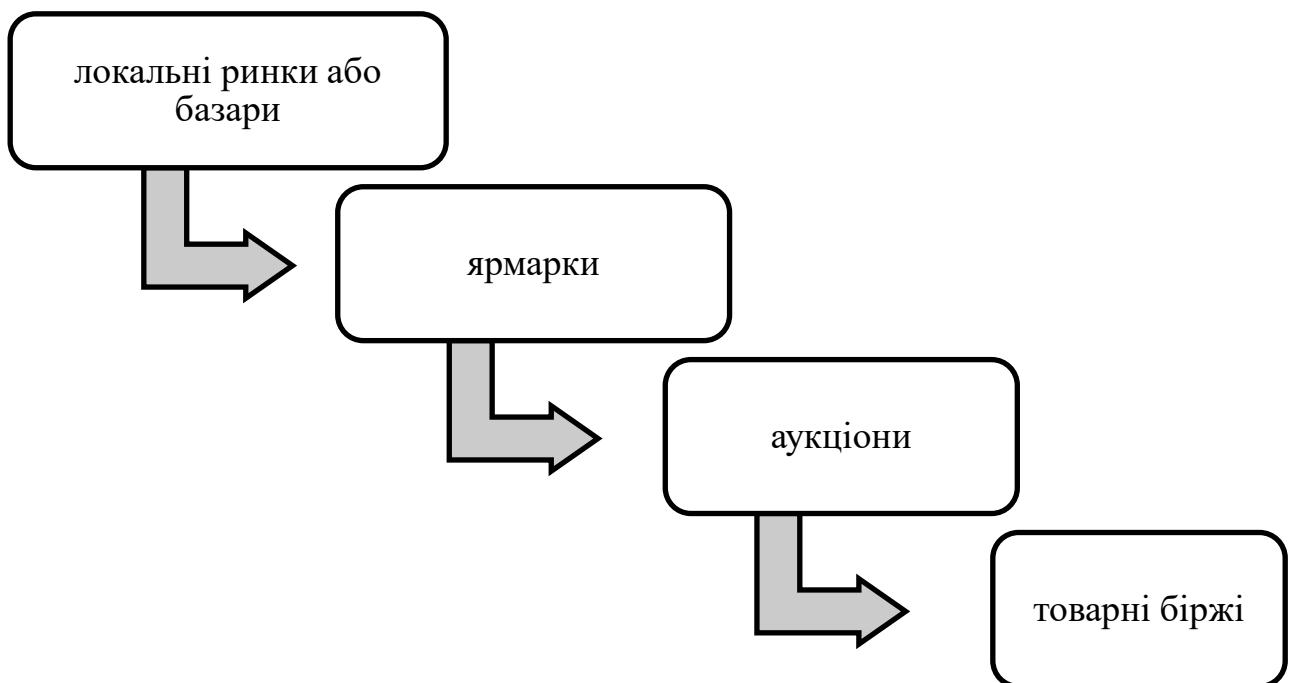 локальні ринки або
базари
ярмарки
аукціони
товарні біржі